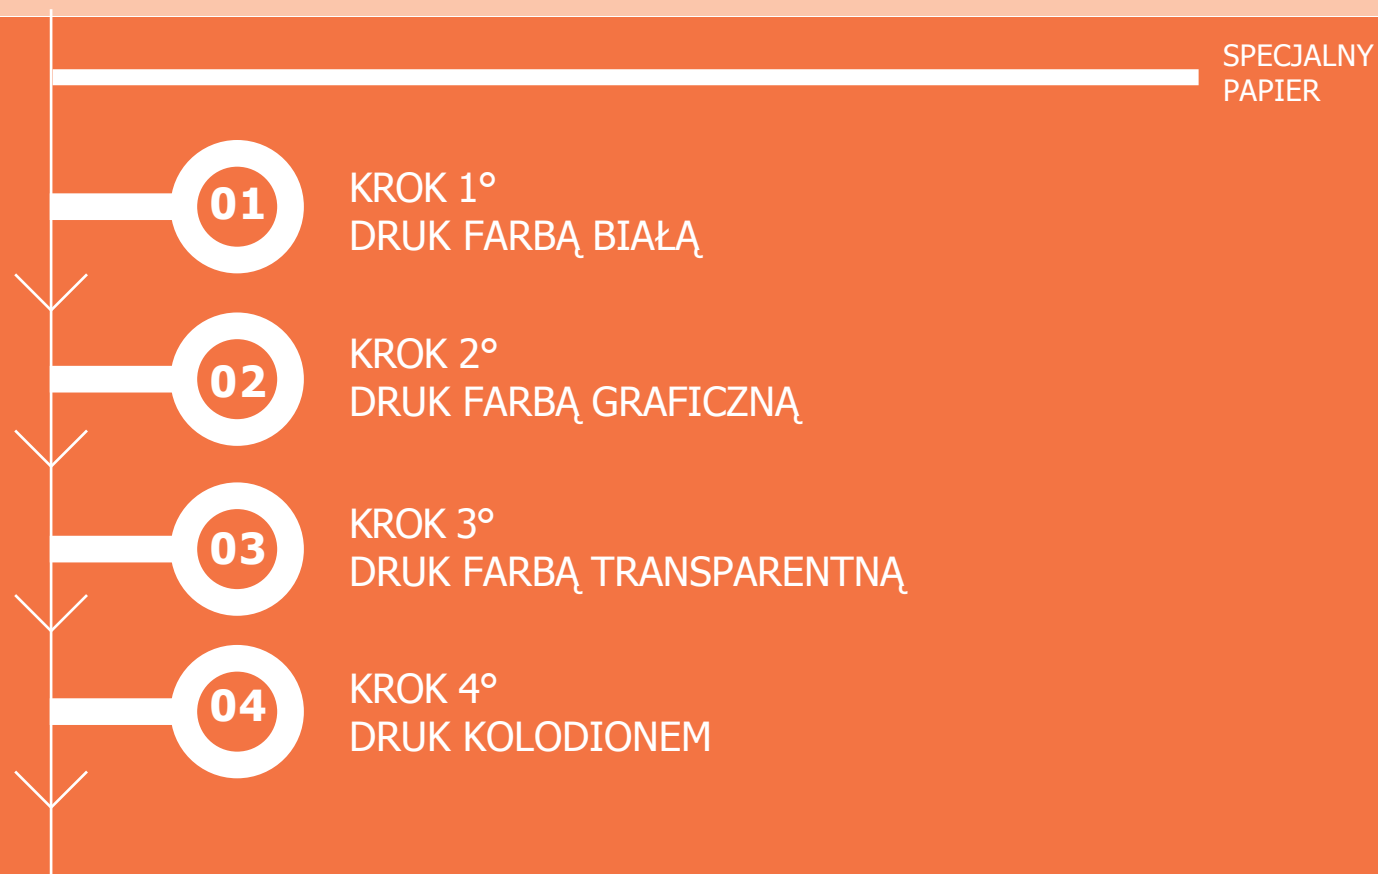 SPECJALNY
PAPIER
01
KROK 1°
DRUK FARBĄ BIAŁĄ
02
KROK 2°
DRUK FARBĄ GRAFICZNĄ
03
KROK 3°
DRUK FARBĄ TRANSPARENTNĄ
04
KROK 4°
DRUK KOLODIONEM